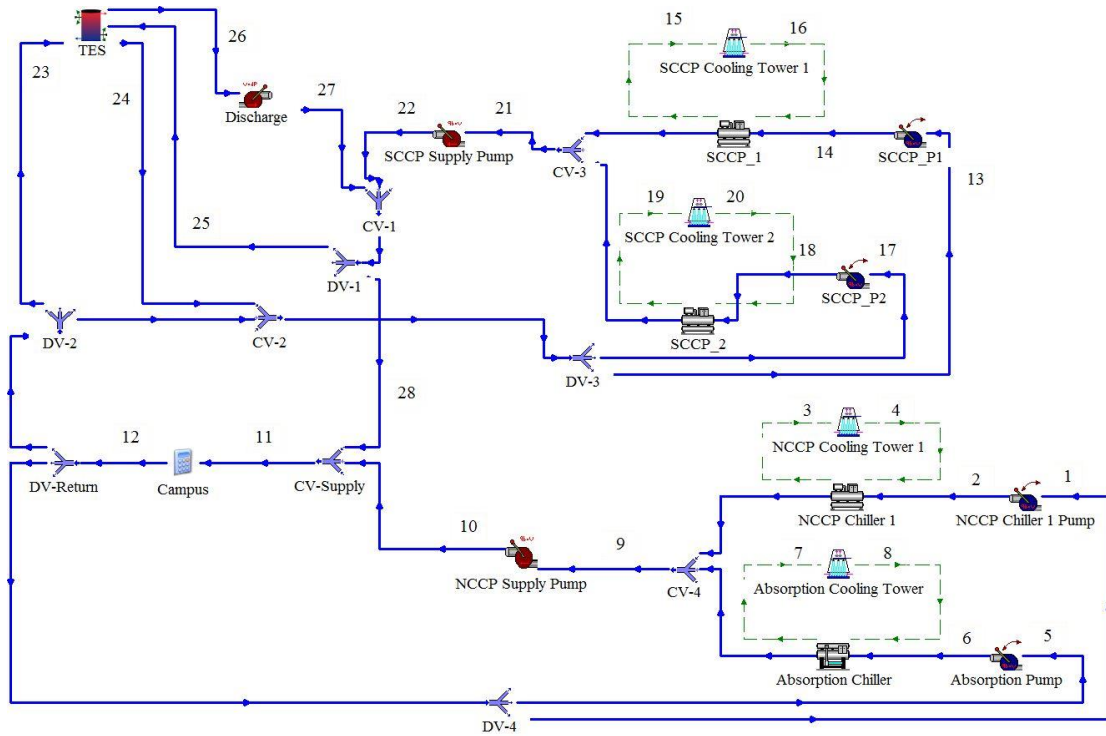 15
16
26
TES
SCCP Cooling Tower 1
23
24
27
22
21
Discharge
SCCP Supply Pump
SCCP_1
14
SCCP_P1
CV-3
13
19
20
CV-1
25
SCCP Cooling Tower 2
18
17
DV-1
SCCP_P2
DV-2
CV-2
SCCP_2
DV-3
28
3
4
12
11
NCCP Cooling Tower 1
DV-Return
Campus
CV-Supply
2
1
NCCP Chiller 1
NCCP Chiller 1 Pump
10
9
7
8
NCCP Supply Pump
CV-4
Absorption Cooling Tower
6
5
Absorption Chiller
Absorption Pump
DV-4